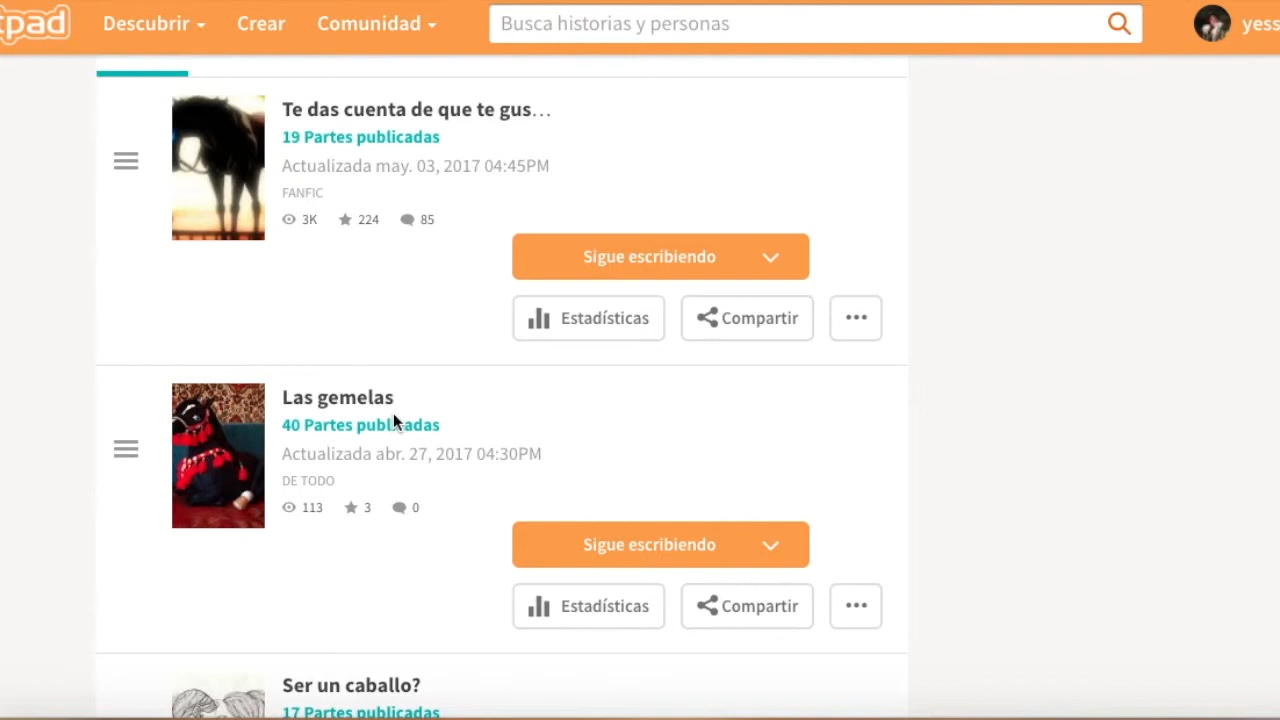 tpad Descubrir Crear Comunidad Busca historias y personas yess
Te das cuenta de que te gus...
19 Partes publicadas
Actualizada may. 03, 2017 04:45PM
FANFIC
3K 224 85
Sigue escribiendo
Estadísticas Compartir
Las gemelas
40 Partes publicadas
Actualizada abr. 27, 2017 04:30PM
DE TODO
113 3 0
Sigue escribiendo
Estadísticas Compartir
Ser un caballo?
17 Partes publicadas